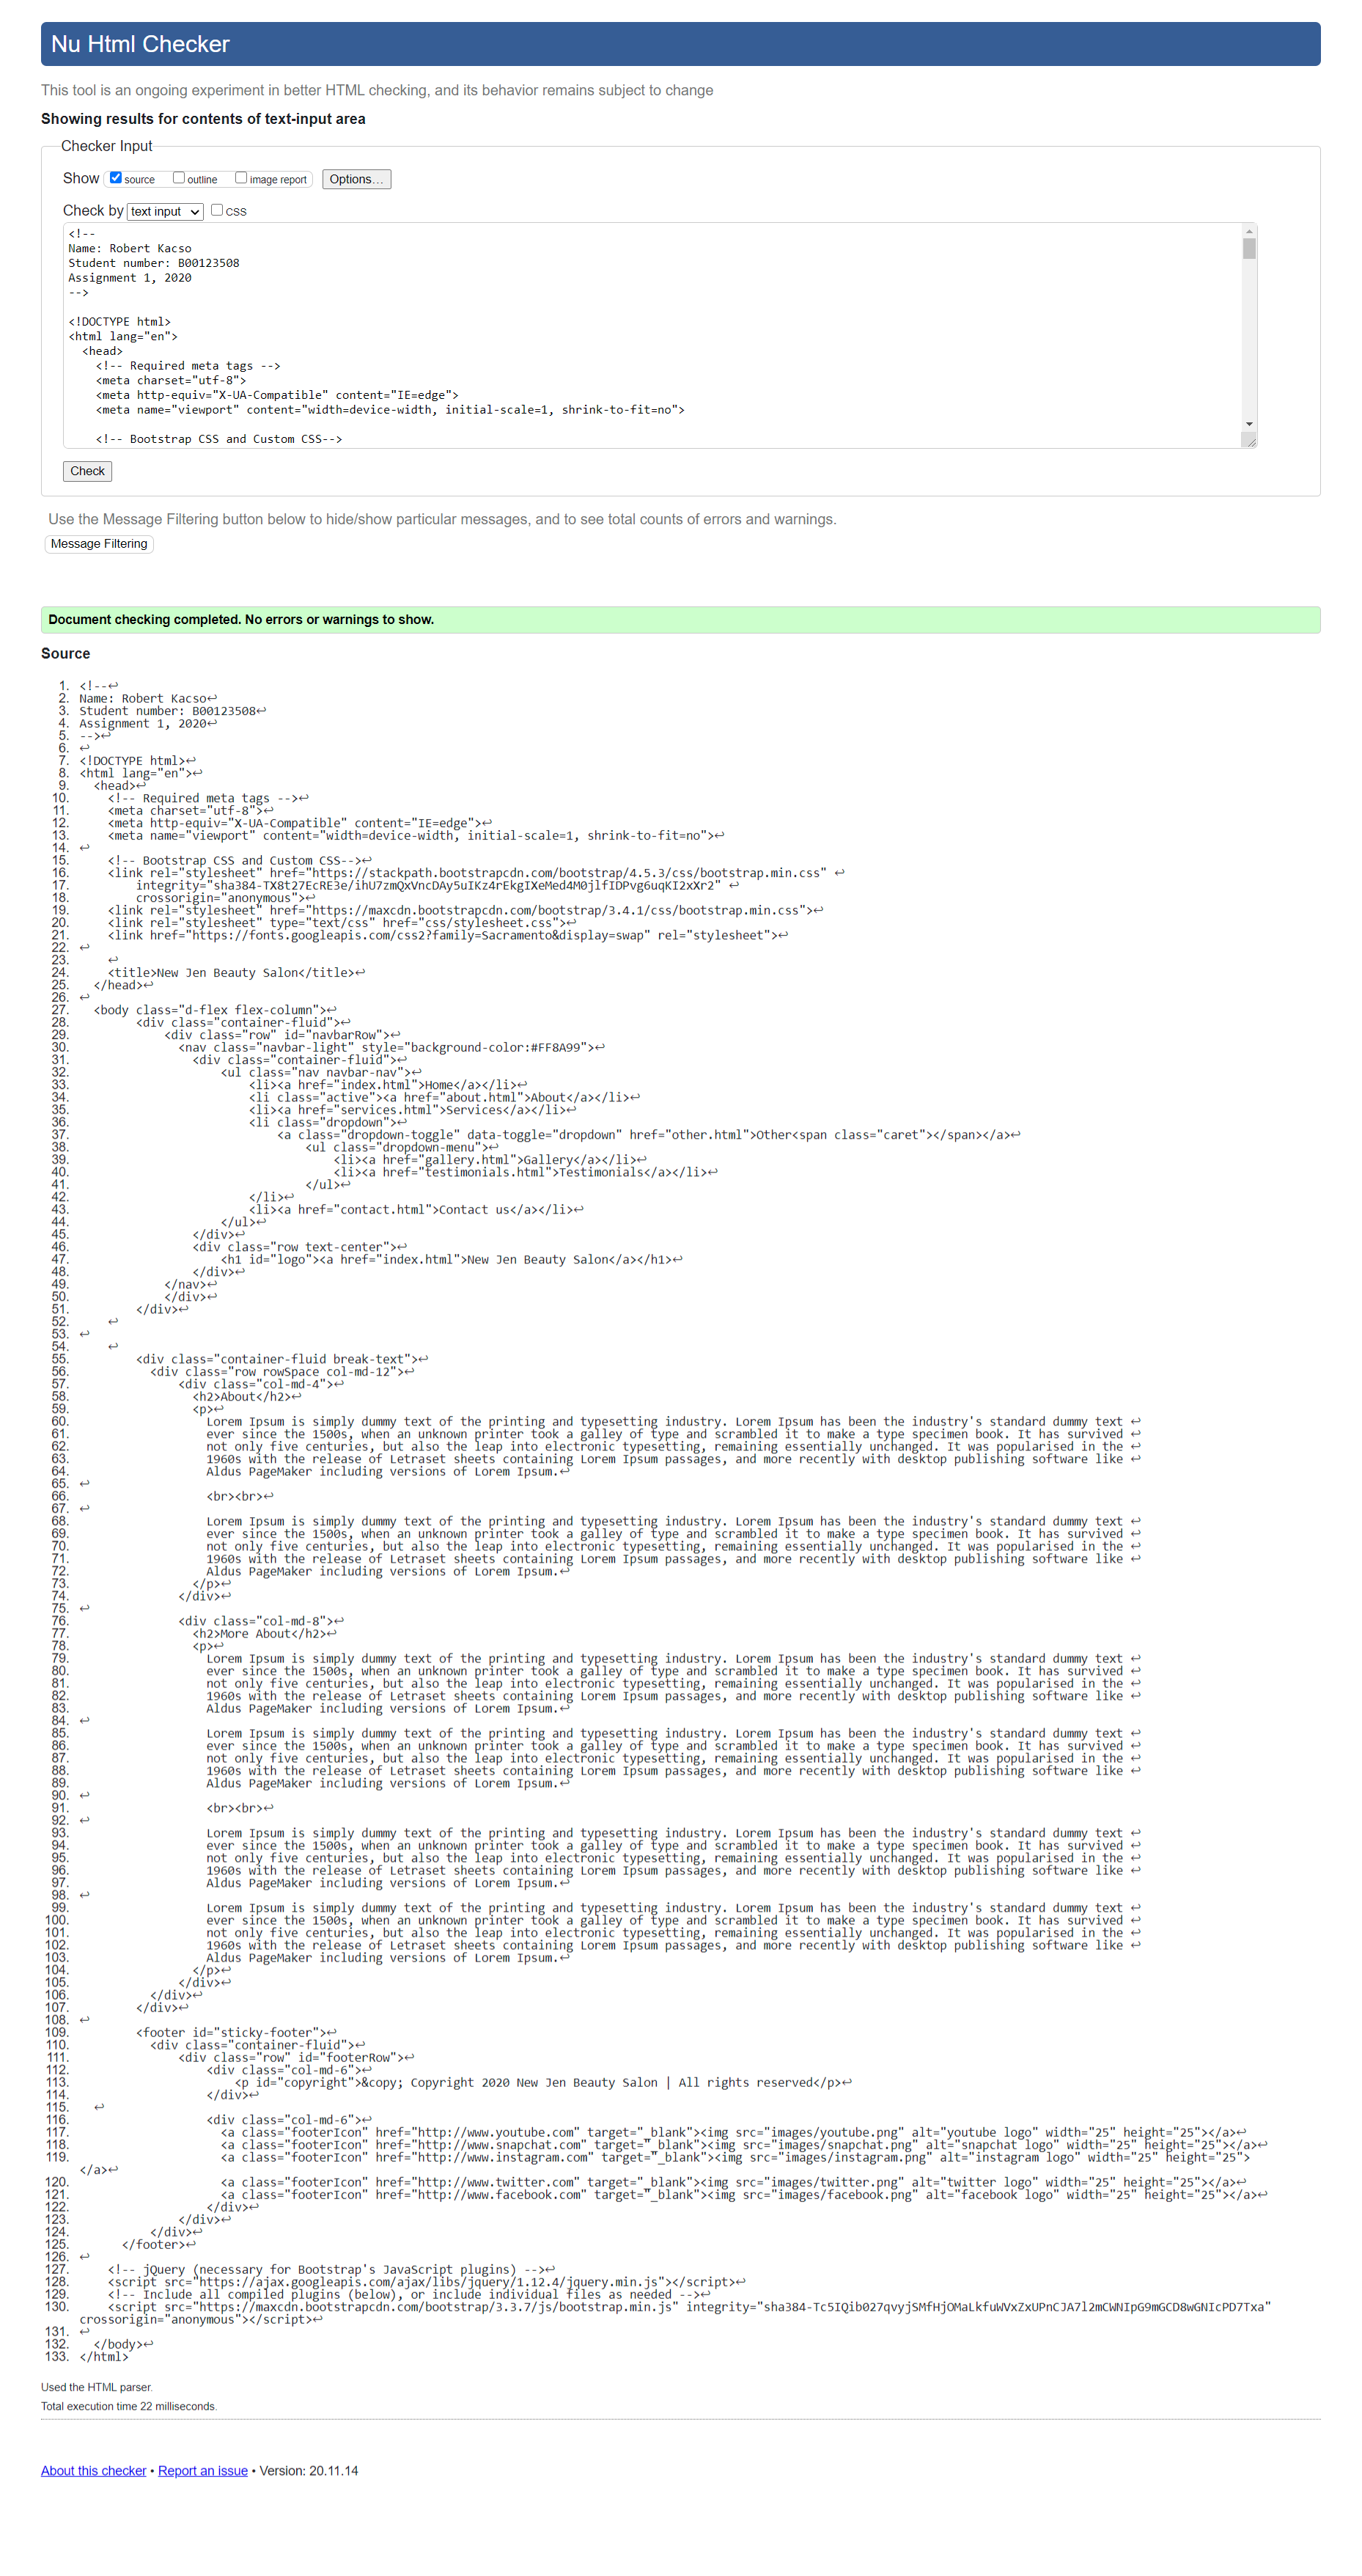 Nu Html Checker
This tool is an ongoing experiment in better HTML checking, and its behavior remains subject to change
Showing results for contents of text-input area
Checker Input
Show source outline image report Options...
Check by text input CSS
<!--
Name: Robert Kacso
Student number: B00123508
Assignment 1, 2020
-->
<!DOCTYPE html>
<html lang="en">
<head>
<!-- Required meta tags -->
<meta charset="utf-8">
<meta http-equiv="X-UA-Compatible" content="IE=edge">
<meta name="viewport" content="width=device-width, initial-scale=1, shrink-to-fit=no">
<!-- Bootstrap CSS and Custom CSS-->
Check
Use the Message Filtering button below to hide/show particular messages, and to see total counts of errors and warnings.
Message Filtering
Document checking completed. No errors or warnings to show.
Source
1. <!--↩
2. Name: Robert Kacso↩
3. Student number: B00123508↩
4. Assignment 1, 2020↩
5. -->↩
6. ↩
7. <!DOCTYPE html>↩
8. <html lang="en">↩
9. <head>↩
10. <!-- Required meta tags -->↩
11. <meta charset="utf-8">↩
12. <meta http-equiv="X-UA-Compatible" content="IE=edge">↩
13. <meta name="viewport" content="width=device-width, initial-scale=1, shrink-to-fit=no">↩
14. ↩
15. <!-- Bootstrap CSS and Custom CSS-->↩
16. <link rel="stylesheet" href="https://stackpath.bootstrapcdn.com/bootstrap/4.5.3/css/bootstrap.min.css" ↩
17. integrity="sha384-TX8t27EcRE3e/ihU7zmQxVncDAy5uIKz4rEkgIXeMed4M0jlfIDPvg6uqKI2xXr2" ↩
18. crossorigin="anonymous">↩
19. <link rel="stylesheet" href="https://maxcdn.bootstrapcdn.com/bootstrap/3.4.1/css/bootstrap.min.css">↩
20. <link rel="stylesheet" type="text/css" href="css/stylesheet.css">↩
21. <link href="https://fonts.googleapis.com/css2?family=Sacramento&display=swap" rel="stylesheet">↩
22. ↩
23. ↩
24. <title>New Jen Beauty Salon</title>↩
25. </head>↩
26. ↩
27. <body class="d-flex flex-column">↩
28. <div class="container-fluid">↩
29. <div class="row" id="navbarRow">↩
30. <nav class="navbar-light" style="background-color:#FF8A99">↩
31. <div class="container-fluid">↩
32. <ul class="nav navbar-nav">↩
33. <li><a href="index.html">Home</a></li>↩
34. <li class="active"><a href="about.html">About</a></li>↩
35. <li><a href="services.html">Services</a></li>↩
36. <li class="dropdown">↩
37. <a class="dropdown-toggle" data-toggle="dropdown" href="other.html">Other<span class="caret"></span></a>↩
38. <ul class="dropdown-menu">↩
39. <li><a href="gallery.html">Gallery</a></li>↩
40. <li><a href="testimonials.html">Testimonials</a></li>↩
41. </ul>↩
42. </li>↩
43. <li><a href="contact.html">Contact us</a></li>↩
44. </ul>↩
45. </div>↩
46. <div class="row text-center">↩
47. <h1 id="logo"><a href="index.html">New Jen Beauty Salon</a></h1>↩
48. </div>↩
49. </nav>↩
50. </div>↩
51. </div>↩
52. ↩
53. ↩
54. ↩
55. <div class="container-fluid break-text">↩
56. <div class="row rowSpace col-md-12">↩
57. <div class="col-md-4">↩
58. <h2>About</h2>↩
59. <p>↩
60. Lorem Ipsum is simply dummy text of the printing and typesetting industry. Lorem Ipsum has been the industry's standard dummy text ↩
61. ever since the 1500s, when an unknown printer took a galley of type and scrambled it to make a type specimen book. It has survived ↩
62. not only five centuries, but also the leap into electronic typesetting, remaining essentially unchanged. It was popularised in the ↩
63. 1960s with the release of Letraset sheets containing Lorem Ipsum passages, and more recently with desktop publishing software like ↩
64. Aldus PageMaker including versions of Lorem Ipsum.↩
65. ↩
66. <br><br>↩
67. ↩
68. Lorem Ipsum is simply dummy text of the printing and typesetting industry. Lorem Ipsum has been the industry's standard dummy text ↩
69. ever since the 1500s, when an unknown printer took a galley of type and scrambled it to make a type specimen book. It has survived ↩
70. not only five centuries, but also the leap into electronic typesetting, remaining essentially unchanged. It was popularised in the ↩
71. 1960s with the release of Letraset sheets containing Lorem Ipsum passages, and more recently with desktop publishing software like ↩
72. Aldus PageMaker including versions of Lorem Ipsum.↩
73. </p>↩
74. </div>↩
75. ↩
76. <div class="col-md-8">↩
77. <h2>More About</h2>↩
78. <p>↩
79. Lorem Ipsum is simply dummy text of the printing and typesetting industry. Lorem Ipsum has been the industry's standard dummy text ↩
80. ever since the 1500s, when an unknown printer took a galley of type and scrambled it to make a type specimen book. It has survived ↩
81. not only five centuries, but also the leap into electronic typesetting, remaining essentially unchanged. It was popularised in the ↩
82. 1960s with the release of Letraset sheets containing Lorem Ipsum passages, and more recently with desktop publishing software like ↩
83. Aldus PageMaker including versions of Lorem Ipsum.↩
84. ↩
85. Lorem Ipsum is simply dummy text of the printing and typesetting industry. Lorem Ipsum has been the industry's standard dummy text ↩
86. ever since the 1500s, when an unknown printer took a galley of type and scrambled it to make a type specimen book. It has survived ↩
87. not only five centuries, but also the leap into electronic typesetting, remaining essentially unchanged. It was popularised in the ↩
88. 1960s with the release of Letraset sheets containing Lorem Ipsum passages, and more recently with desktop publishing software like ↩
89. Aldus PageMaker including versions of Lorem Ipsum.↩
90. ↩
91. <br><br>↩
92. ↩
93. Lorem Ipsum is simply dummy text of the printing and typesetting industry. Lorem Ipsum has been the industry's standard dummy text ↩
94. ever since the 1500s, when an unknown printer took a galley of type and scrambled it to make a type specimen book. It has survived ↩
95. not only five centuries, but also the leap into electronic typesetting, remaining essentially unchanged. It was popularised in the ↩
96. 1960s with the release of Letraset sheets containing Lorem Ipsum passages, and more recently with desktop publishing software like ↩
97. Aldus PageMaker including versions of Lorem Ipsum.↩
98. ↩
99. Lorem Ipsum is simply dummy text of the printing and typesetting industry. Lorem Ipsum has been the industry's standard dummy text ↩
100. ever since the 1500s, when an unknown printer took a galley of type and scrambled it to make a type specimen book. It has survived ↩
101. not only five centuries, but also the leap into electronic typesetting, remaining essentially unchanged. It was popularised in the ↩
102. 1960s with the release of Letraset sheets containing Lorem Ipsum passages, and more recently with desktop publishing software like ↩
103. Aldus PageMaker including versions of Lorem Ipsum.↩
104. </p>↩
105. </div>↩
106. </div>↩
107. </div>↩
108. ↩
109. <footer id="sticky-footer">↩
110. <div class="container-fluid">↩
111. <div class="row" id="footerRow">↩
112. <div class="col-md-6">↩
113. <p id="copyright">&copy; Copyright 2020 New Jen Beauty Salon | All rights reserved</p>↩
114. </div>↩
115. ↩
116. <div class="col-md-6">↩
117. <a class="footerIcon" href="http://www.youtube.com" target="_blank"><img src="images/youtube.png" alt="youtube logo" width="25" height="25"></a>↩
118. <a class="footerIcon" href="http://www.snapchat.com" target="_blank"><img src="images/snapchat.png" alt="snapchat logo" width="25" height="25"></a>↩
119. <a class="footerIcon" href="http://www.instagram.com" target="_blank"><img src="images/instagram.png" alt="instagram logo" width="25" height="25">
</a>↩
120. <a class="footerIcon" href="http://www.twitter.com" target="_blank"><img src="images/twitter.png" alt="twitter logo" width="25" height="25"></a>↩
121. <a class="footerIcon" href="http://www.facebook.com" target="_blank"><img src="images/facebook.png" alt="facebook logo" width="25" height="25"></a>↩
122. </div>↩
123. </div>↩
124. </div>↩
125. </footer>↩
126. ↩
127. <!-- jQuery (necessary for Bootstrap's JavaScript plugins) -->↩
128. <script src="https://ajax.googleapis.com/ajax/libs/jquery/1.12.4/jquery.min.js"></script>↩
129. <!-- Include all compiled plugins (below), or include individual files as needed -->↩
130. <script src="https://maxcdn.bootstrapcdn.com/bootstrap/3.3.7/js/bootstrap.min.js" integrity="sha384-Tc5IQib027qvyjSMfHjOMaLkfuWVxZxUPnCJA7l2mCWNIpG9mGCD8wGNIcPD7Txa"
crossorigin="anonymous"></script>↩
131. ↩
132. </body>↩
133. </html>
Used the HTML parser.
Total execution time 22 milliseconds.
About this checker • Report an issue • Version: 20.11.14